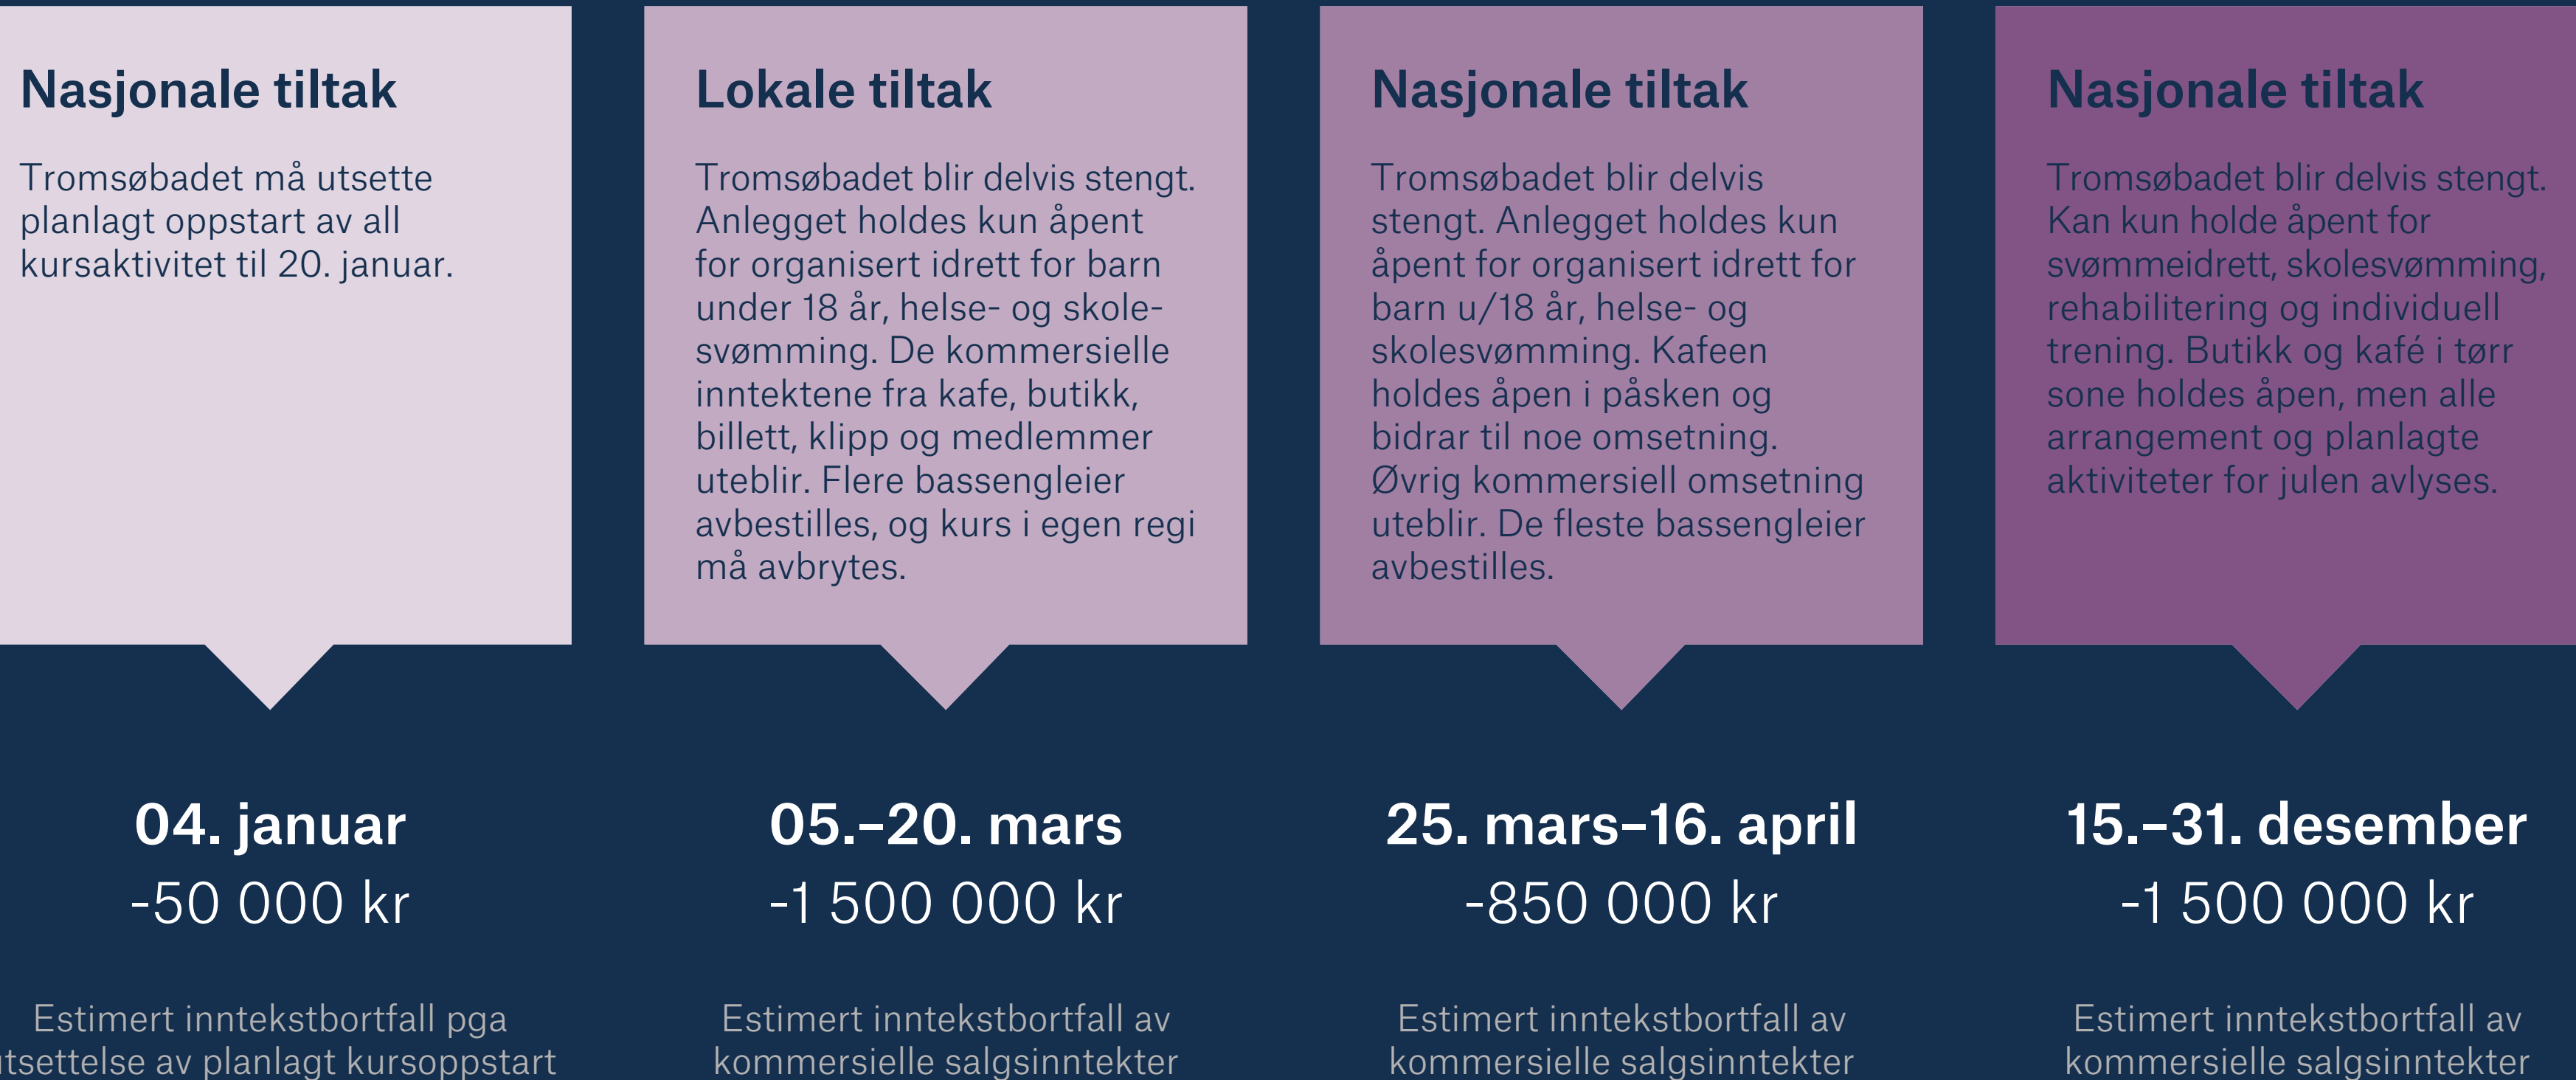 Nasjonale tiltak
Tromsøbadet må utsette
planlagt oppstart av all
kursaktivitet til 20. januar.
04. januar
-50 000 kr
Estimert inntekstbortfall pga
utsettelse av planlagt kursoppstart
Lokale tiltak
Tromsøbadet blir delvis stengt.
Anlegget holdes kun åpent
for organisert idrett for barn
under 18 år, helse- og skole-
svømming. De kommersielle
inntektene fra kafe, butikk,
billett, klipp og medlemmer
uteblir. Flere bassengleier
avbestilles, og kurs i egen regi
må avbrytes.
05.–20. mars
-1 500 000 kr
Estimert inntekstbortfall av
kommersielle salgsinntekter
Nasjonale tiltak
Tromsøbadet blir delvis
stengt. Anlegget holdes kun
åpent for organisert idrett for
barn u/18 år, helse- og
skolesvømming. Kafeen
holdes åpen i påsken og
bidrar til noe omsetning.
Øvrig kommersiell omsetning
uteblir. De fleste bassengleier
avbestilles.
25. mars–16. april
-850 000 kr
Estimert inntekstbortfall av
kommersielle salgsinntekter
Nasjonale tiltak
Tromsøbadet blir delvis stengt.
Kan kun holde åpent for
svømmeidrett, skolesvømming,
rehabilitering og individuell
trening. Butikk og kafé i tørr
sone holdes åpen, men alle
arrangement og planlagte
aktiviteter for julen avlyses.
15.–31. desember
-1 500 000 kr
Estimert inntekstbortfall av
kommersielle salgsinntekter